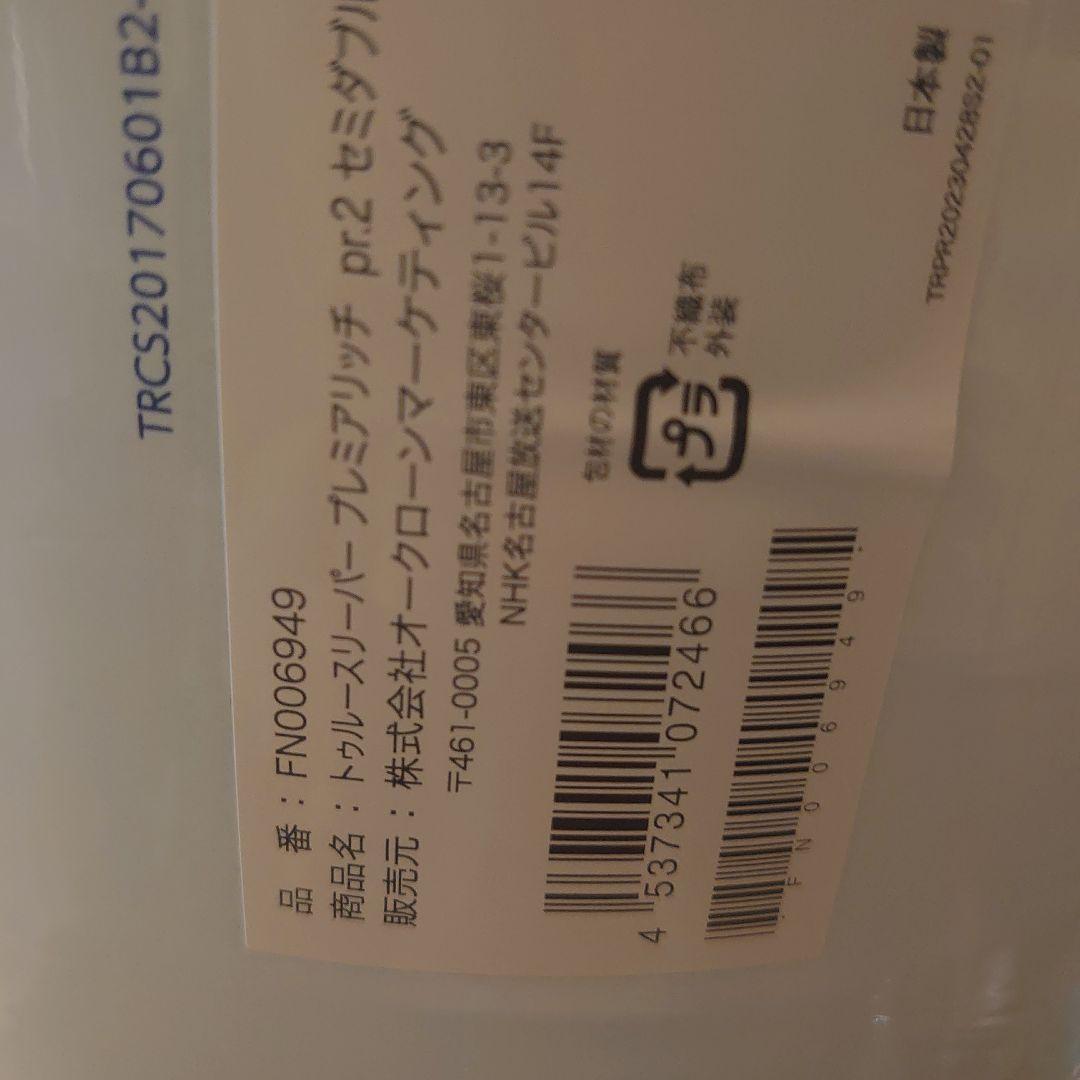 TRCS20170601B2-
品 番：FN006949
商品名：トゥルースリーパー プレミアリッチ pr.2 セミダブル
販売元：株式会社オークローンマーケティング
〒461-0005 愛知県名古屋市東区東桜1-13-3
NHK名古屋放送センタービル14F
包材の材質
プラ
不織布
外装
4 537341 072466
FN006949
日本製
TRPR20230428S2-01